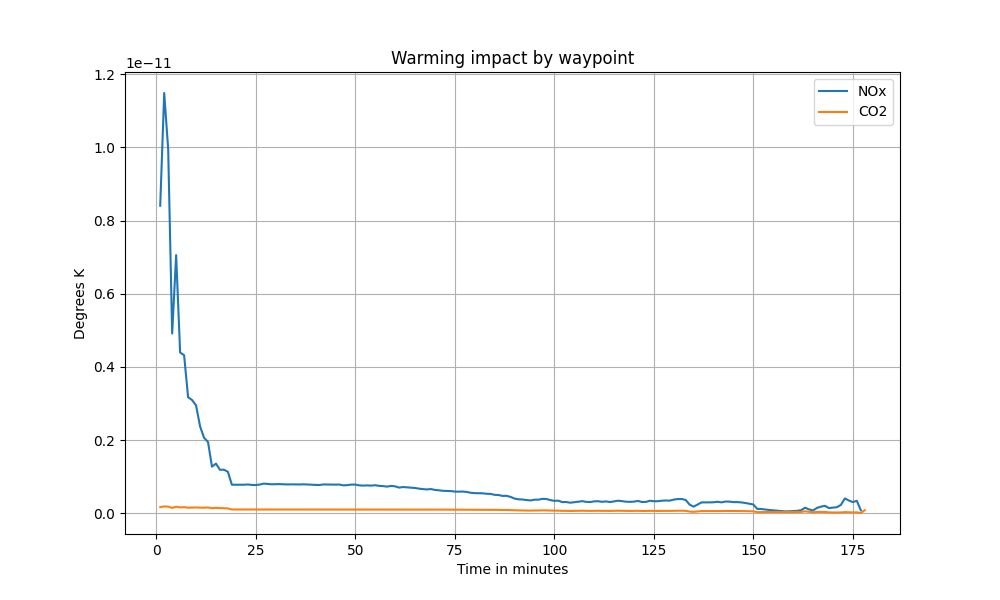 Warming impact by waypoint
1e−11
1.2
1.0
0.8
0.6
0.4
0.2
0.0
Degrees K
NOx
CO2
0 25 50 75 100 125 150 175
Time in minutes